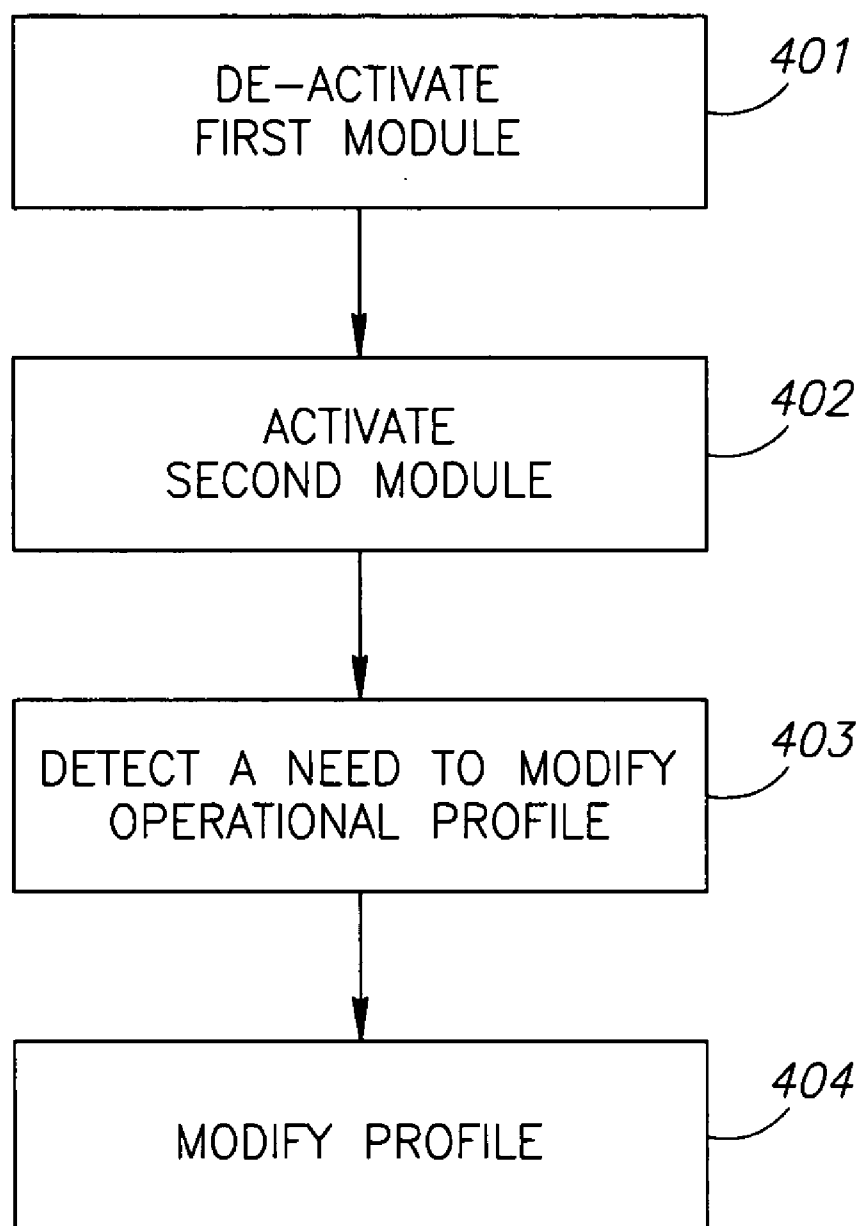 DE-ACTIVATE
FIRST MODULE
401
ACTIVATE
SECOND MODULE
402
DETECT A NEED TO MODIFY
OPERATIONAL PROFILE
403
MODIFY PROFILE
404